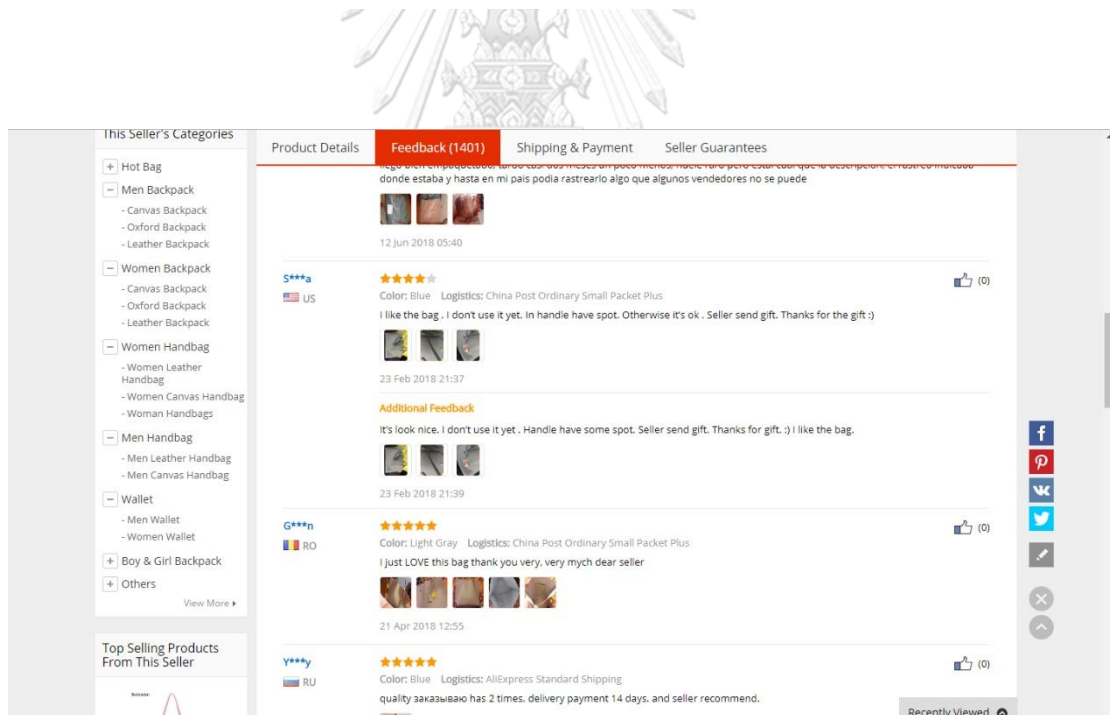 This Seller's Categories
Product Details
Feedback (1401)
Shipping & Payment
Seller Guarantees
+ Hot Bag
− Men Backpack
- Canvas Backpack
- Oxford Backpack
- Leather Backpack
− Women Backpack
- Canvas Backpack
- Oxford Backpack
- Leather Backpack
− Women Handbag
- Women Leather
Handbag
- Women Canvas Handbag
- Woman Handbags
− Men Handbag
- Men Leather Handbag
- Men Canvas Handbag
− Wallet
- Men Wallet
- Women Wallet
+ Boy & Girl Backpack
+ Others
View More
Top Selling Products
From This Seller
donde estaba y hasta en mi pais podia rastrearlo algo que algunos vendedores no se puede
12 Jun 2018 05:40
S***a
US
(0)
Color: Blue Logistics: China Post Ordinary Small Packet Plus
I like the bag . I don't use it yet. In handle have spot. Otherwise it's ok . Seller send gift. Thanks for the gift :)
23 Feb 2018 21:37
Additional Feedback
It's look nice. I don't use it yet . Handle have some spot. Seller send gift. Thanks for gift. :) I like the bag.
23 Feb 2018 21:39
G***n
RO
(0)
Color: Light Gray Logistics: China Post Ordinary Small Packet Plus
I just LOVE this bag thank you very, very mych dear seller
21 Apr 2018 12:55
Y***y
RU
(0)
Color: Blue Logistics: AliExpress Standard Shipping
quality заказываю has 2 times. delivery payment 14 days. and seller recommend.
Recently Viewed